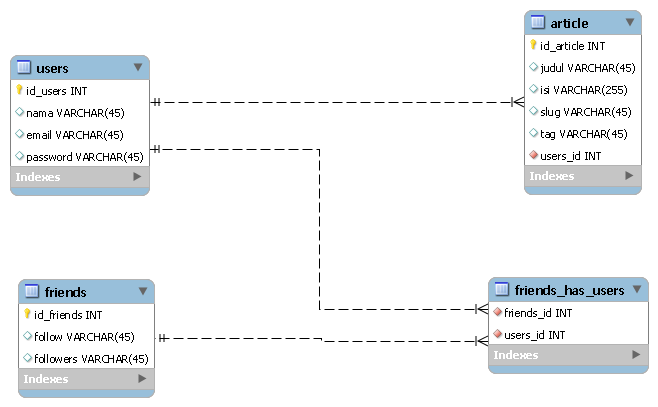 users
id_users INT
nama VARCHAR(45)
email VARCHAR(45)
password VARCHAR(45)
Indexes
article
id_article INT
judul VARCHAR(45)
isi VARCHAR(255)
slug VARCHAR(45)
tag VARCHAR(45)
users_id INT
Indexes
friends
id_friends INT
follow VARCHAR(45)
followers VARCHAR(45)
Indexes
friends_has_users
friends_id INT
users_id INT
Indexes